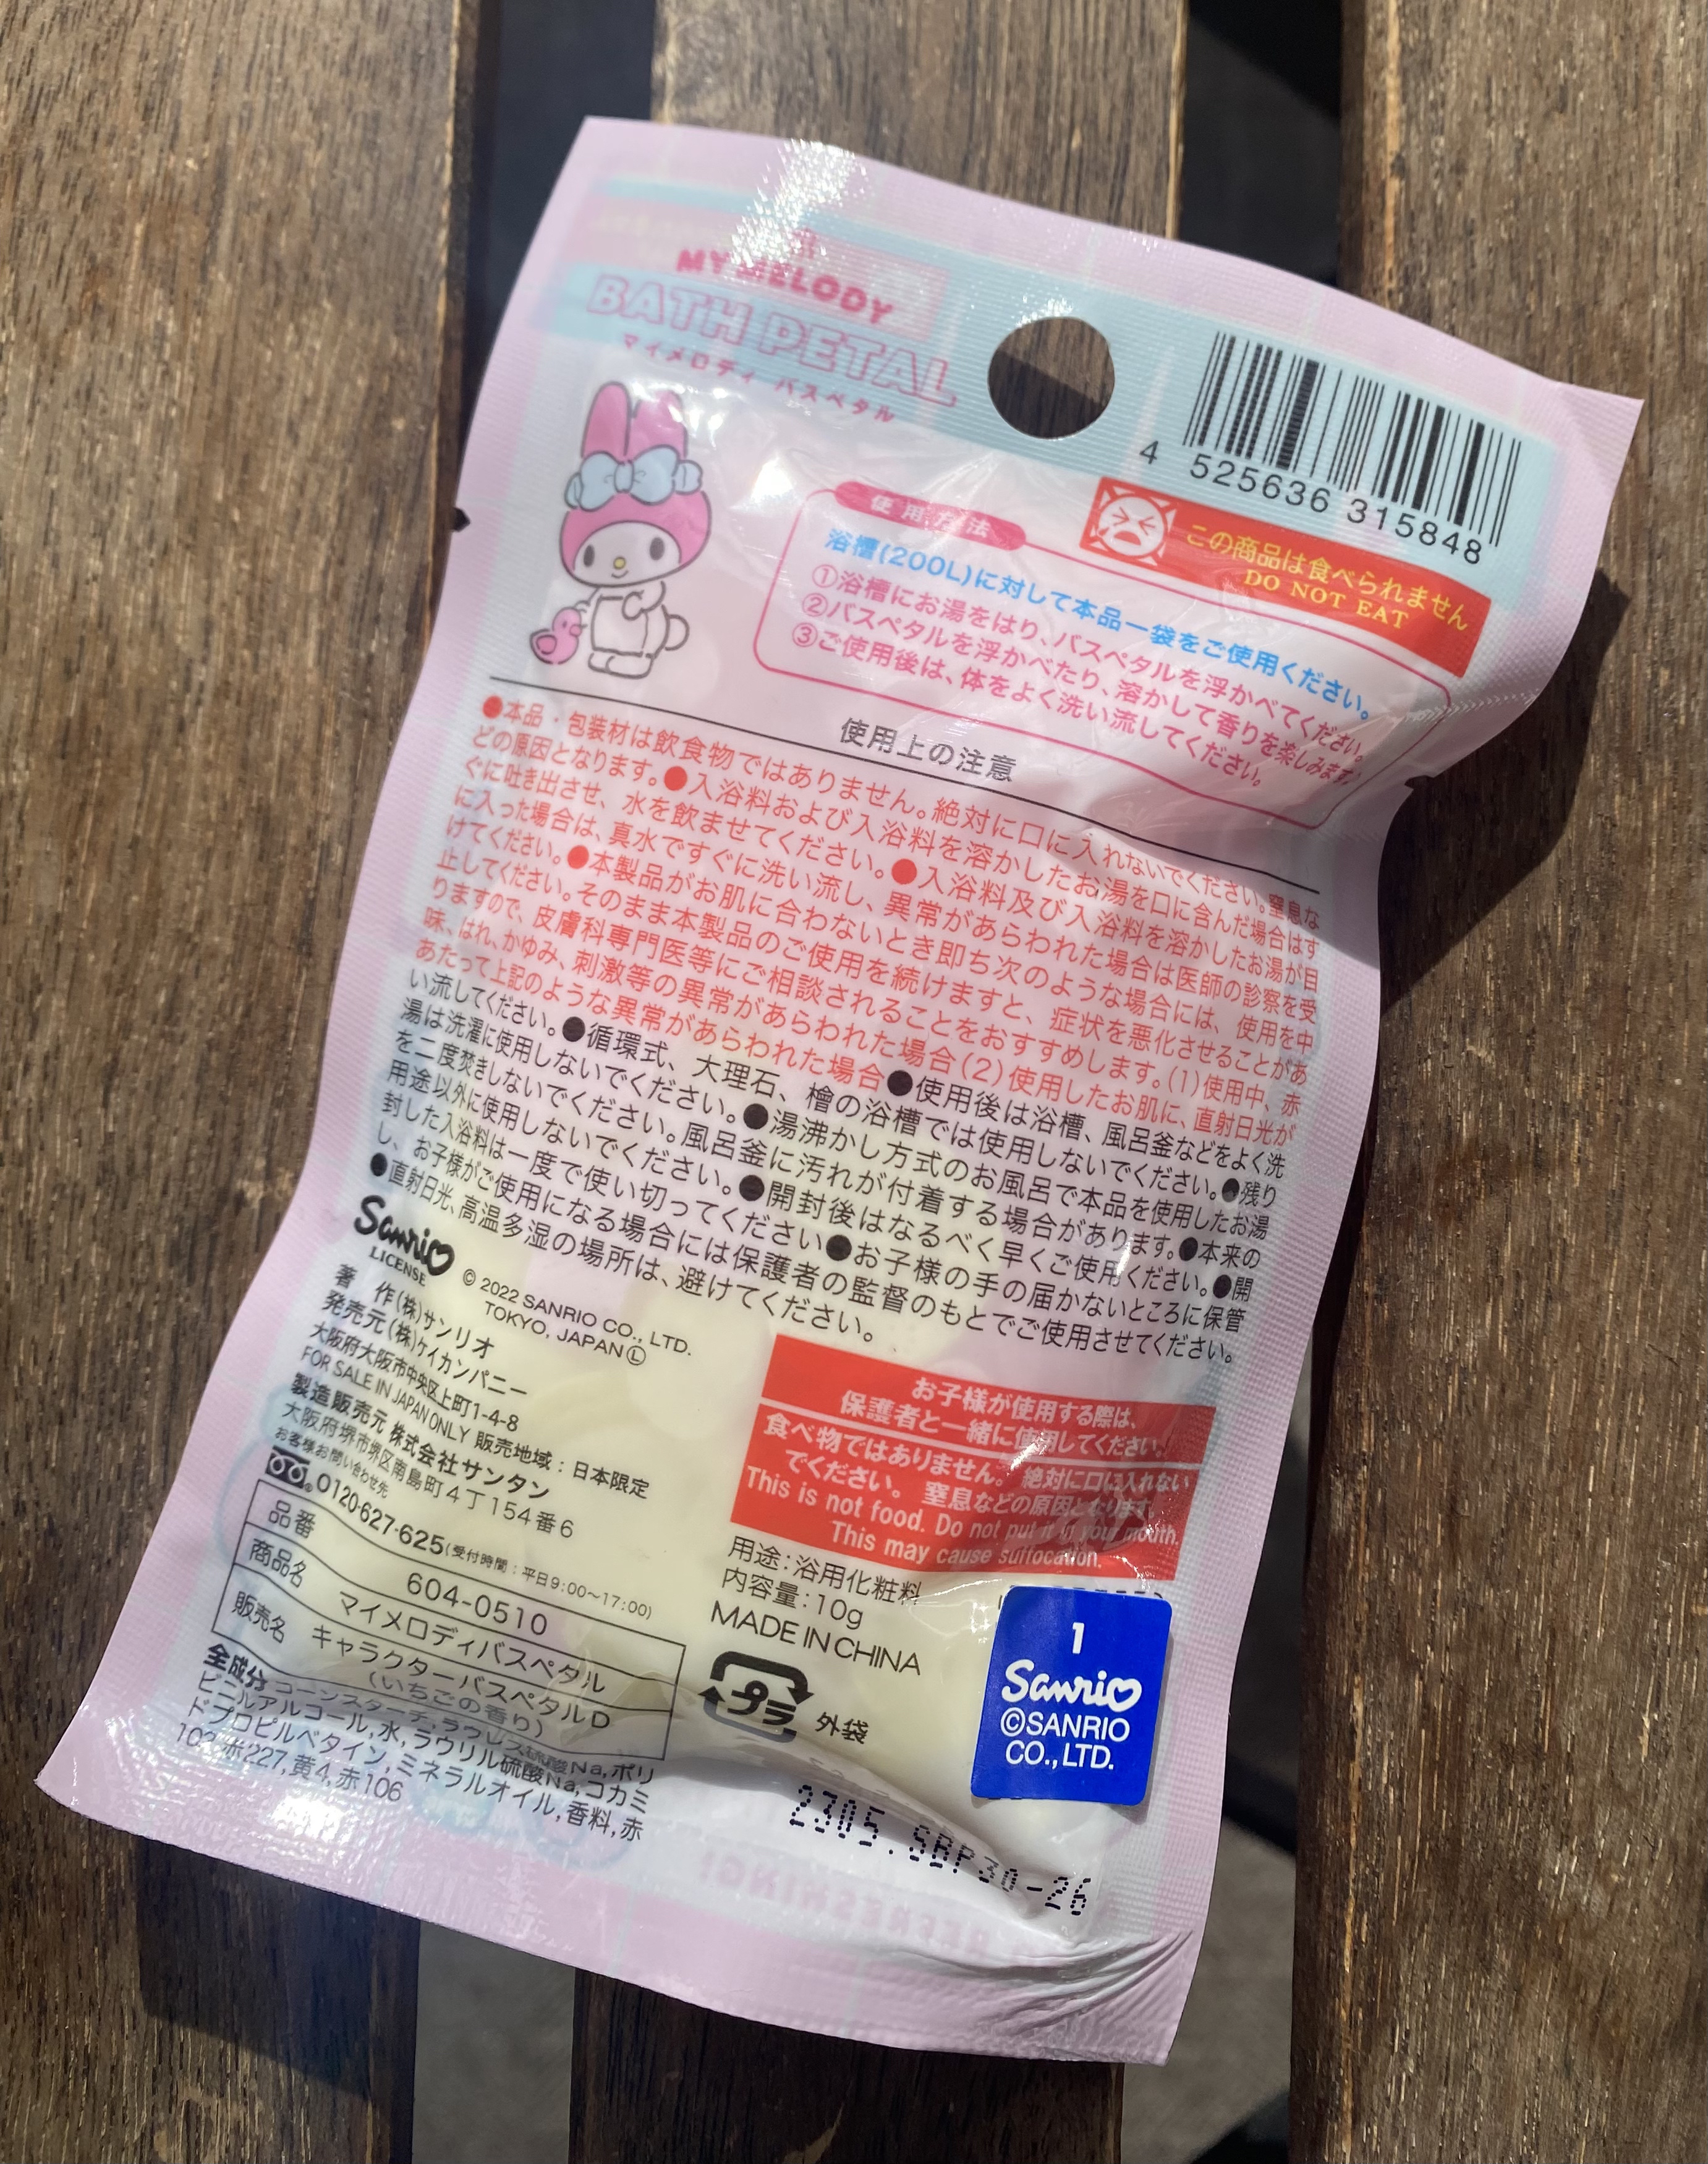 MY MELODY
BATH PETAL
マイメロディ バスペタル
4 525636 315848
この商品は食べられません
DO NOT EAT
使用方法
浴槽(200L)に対して本品一袋をご使用ください。
①浴槽にお湯をはり、バスペタルを浮かべてください。
②バスペタルを浮かべたり、溶かして香りを楽しみます。
③ご使用後は、体をよく洗い流してください。
使用上の注意
●本品・包装材は飲食物ではありません。絶対に口に入れないでください。窒息な
どの原因となります。●入浴料および入浴料を溶かしたお湯を口に含んだ場合はす
ぐに吐き出させ、水を飲ませてください。●入浴料及び入浴料を溶かしたお湯が目
に入った場合は、真水ですぐに洗い流し、異常があらわれた場合は医師の診察を受
けてください。●本製品がお肌に合わないとき即ち次のような場合には、使用を中
止してください。そのまま本製品のご使用を続けますと、症状を悪化させることがあ
りますので、皮膚科専門医等にご相談されることをおすすめします。(1)使用中、赤
味、はれ、かゆみ、刺激等の異常があらわれた場合(2)使用したお肌に、直射日光が
あたって上記のような異常があらわれた場合●使用後は浴槽、風呂釜などをよく洗
い流してください。●循環式、大理石、檜の浴槽では使用しないでください。●残り
湯は洗濯に使用しないでください。●湯沸かし方式のお風呂で本品を使用したお湯
を二度焚きしないでください。風呂釜に汚れが付着する場合があります。●本来の
用途以外に使用しないでください。●開封後はなるべく早くご使用ください。●開
封した入浴料は一度で使い切ってください●お子様の手の届かないところに保管
し、お子様がご使用になる場合には保護者の監督のもとでご使用させてください。
●直射日光、高温多湿の場所は、避けてください。
Sanrio
LICENSE
© 2022 SANRIO CO., LTD.
TOKYO, JAPAN Ⓛ
著 作(株)サンリオ
発売元(株)ケイカンパニー
大阪府大阪市中央区上町1-4-8
FOR SALE IN JAPAN ONLY 販売地域：日本限定
製造販売元 株式会社サンタン
大阪府堺市堺区南島町4丁154番6
お客様お問い合わせ先
0120-627-625(受付時間：平日9:00〜17:00)
品番 604-0510
商品名 マイメロディバスペタル
販売名 キャラクターバスペタルD
(いちごの香り)
全成分 コーンスターチ,ラウレス硫酸Na,ポリ
ビニルアルコール,水,ラウリル硫酸Na,コカミ
ドプロピルベタイン,ミネラルオイル,香料,赤
102,赤227,黄4,赤106
お子様が使用する際は、
保護者と一緒に使用してください。
食べ物ではありません。絶対に口に入れない
でください。窒息などの原因となります。
This is not food. Do not put it in your mouth.
This may cause suffocation.
用途：浴用化粧料
内容量：10g
MADE IN CHINA
プラ 外袋
1
Sanrio
©SANRIO
CO.,LTD.
2305.SBP30-26